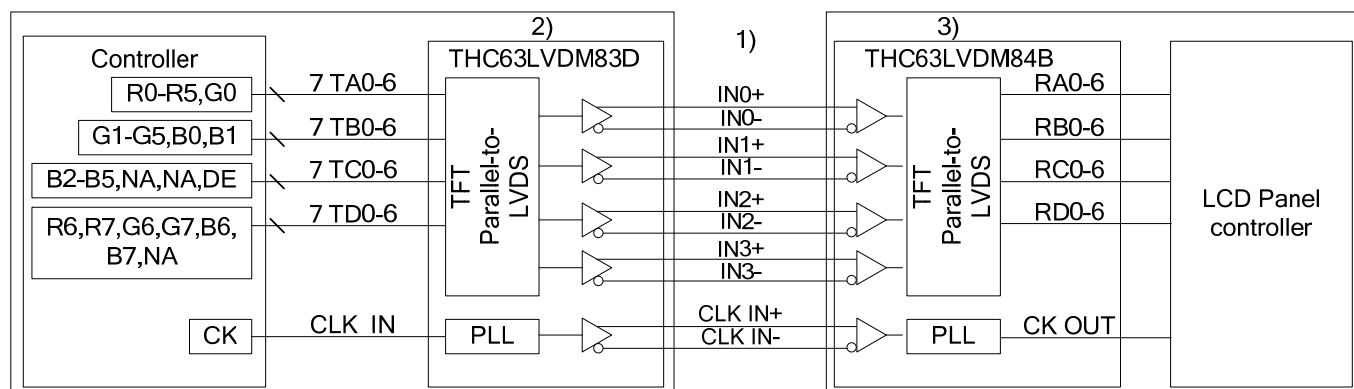 2)
1)
3)
Controller
THC63LVDM83D
THC63LVDM84B
R0-R5,G0
7 TA0-6
IN0+
IN0-
RA0-6
G1-G5,B0,B1
7 TB0-6
IN1+
IN1-
RB0-6
B2-B5,NA,NA,DE
7 TC0-6
IN2+
IN2-
RC0-6
R6,R7,G6,G7,B6,
B7,NA
7 TD0-6
IN3+
IN3-
RD0-6
TFT
Parallel-to-
LVDS
TFT
Parallel-to-
LVDS
LCD Panel
controller
CK
CLK IN
PLL
CLK IN+
CLK IN-
PLL
CK OUT